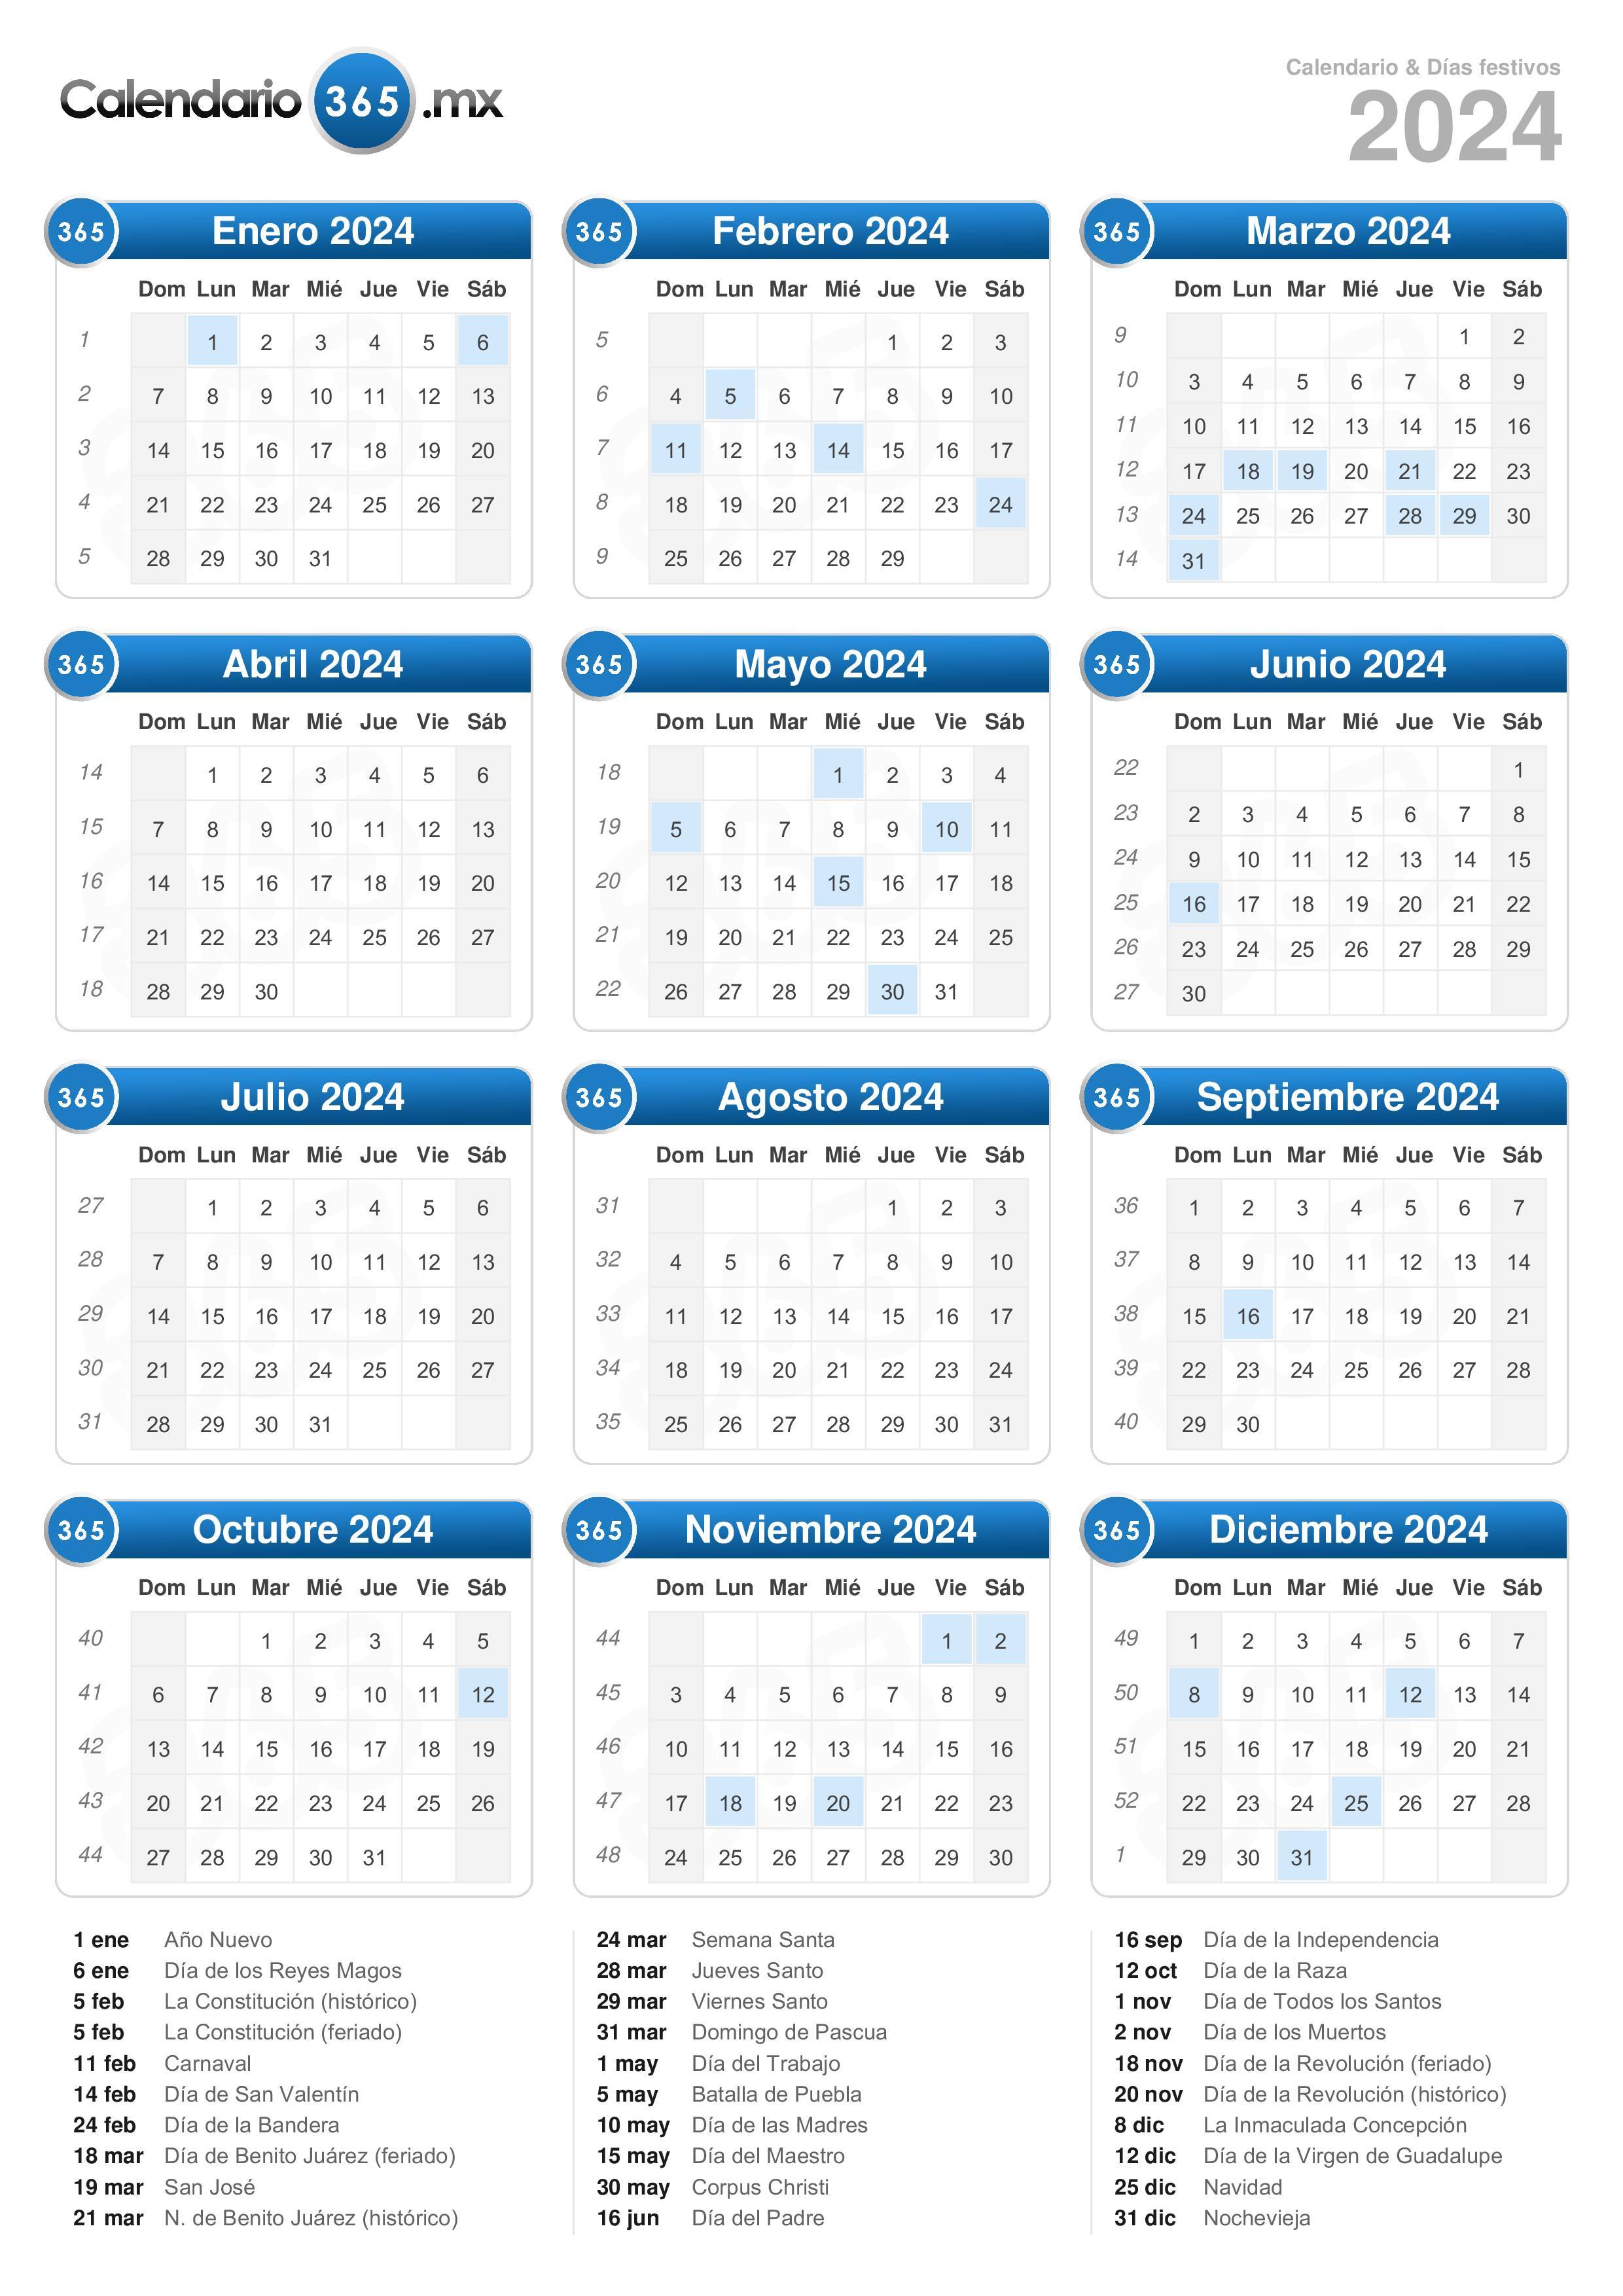 Calendario 365 .mx
Calendario & Días festivos
2024
365 Enero 2024
Dom Lun Mar Mié Jue Vie Sáb
1 1 2 3 4 5 6
2 7 8 9 10 11 12 13
3 14 15 16 17 18 19 20
4 21 22 23 24 25 26 27
5 28 29 30 31
365 Febrero 2024
Dom Lun Mar Mié Jue Vie Sáb
5 1 2 3
6 4 5 6 7 8 9 10
7 11 12 13 14 15 16 17
8 18 19 20 21 22 23 24
9 25 26 27 28 29
365 Marzo 2024
Dom Lun Mar Mié Jue Vie Sáb
9 1 2
10 3 4 5 6 7 8 9
11 10 11 12 13 14 15 16
12 17 18 19 20 21 22 23
13 24 25 26 27 28 29 30
14 31
365 Abril 2024
Dom Lun Mar Mié Jue Vie Sáb
14 1 2 3 4 5 6
15 7 8 9 10 11 12 13
16 14 15 16 17 18 19 20
17 21 22 23 24 25 26 27
18 28 29 30
365 Mayo 2024
Dom Lun Mar Mié Jue Vie Sáb
18 1 2 3 4
19 5 6 7 8 9 10 11
20 12 13 14 15 16 17 18
21 19 20 21 22 23 24 25
22 26 27 28 29 30 31
365 Junio 2024
Dom Lun Mar Mié Jue Vie Sáb
22 1
23 2 3 4 5 6 7 8
24 9 10 11 12 13 14 15
25 16 17 18 19 20 21 22
26 23 24 25 26 27 28 29
27 30
365 Julio 2024
Dom Lun Mar Mié Jue Vie Sáb
27 1 2 3 4 5 6
28 7 8 9 10 11 12 13
29 14 15 16 17 18 19 20
30 21 22 23 24 25 26 27
31 28 29 30 31
365 Agosto 2024
Dom Lun Mar Mié Jue Vie Sáb
31 1 2 3
32 4 5 6 7 8 9 10
33 11 12 13 14 15 16 17
34 18 19 20 21 22 23 24
35 25 26 27 28 29 30 31
365 Septiembre 2024
Dom Lun Mar Mié Jue Vie Sáb
36 1 2 3 4 5 6 7
37 8 9 10 11 12 13 14
38 15 16 17 18 19 20 21
39 22 23 24 25 26 27 28
40 29 30
365 Octubre 2024
Dom Lun Mar Mié Jue Vie Sáb
40 1 2 3 4 5
41 6 7 8 9 10 11 12
42 13 14 15 16 17 18 19
43 20 21 22 23 24 25 26
44 27 28 29 30 31
365 Noviembre 2024
Dom Lun Mar Mié Jue Vie Sáb
44 1 2
45 3 4 5 6 7 8 9
46 10 11 12 13 14 15 16
47 17 18 19 20 21 22 23
48 24 25 26 27 28 29 30
365 Diciembre 2024
Dom Lun Mar Mié Jue Vie Sáb
49 1 2 3 4 5 6 7
50 8 9 10 11 12 13 14
51 15 16 17 18 19 20 21
52 22 23 24 25 26 27 28
1 29 30 31
1 ene Año Nuevo
6 ene Día de los Reyes Magos
5 feb La Constitución (histórico)
5 feb La Constitución (feriado)
11 feb Carnaval
14 feb Día de San Valentín
24 feb Día de la Bandera
18 mar Día de Benito Juárez (feriado)
19 mar San José
21 mar N. de Benito Juárez (histórico)
24 mar Semana Santa
28 mar Jueves Santo
29 mar Viernes Santo
31 mar Domingo de Pascua
1 may Día del Trabajo
5 may Batalla de Puebla
10 may Día de las Madres
15 may Día del Maestro
30 may Corpus Christi
16 jun Día del Padre
16 sep Día de la Independencia
12 oct Día de la Raza
1 nov Día de Todos los Santos
2 nov Día de los Muertos
18 nov Día de la Revolución (feriado)
20 nov Día de la Revolución (histórico)
8 dic La Inmaculada Concepción
12 dic Día de la Virgen de Guadalupe
25 dic Navidad
31 dic Nochevieja